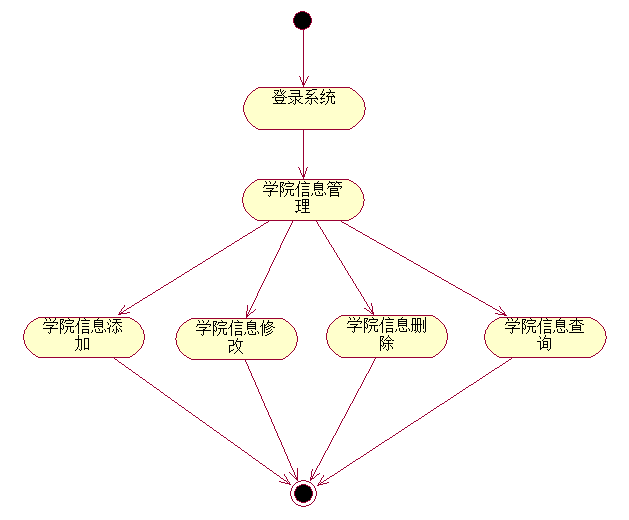 登录系统
学院信息管
理
学院信息添
加
学院信息修
改
学院信息删
除
学院信息查
询